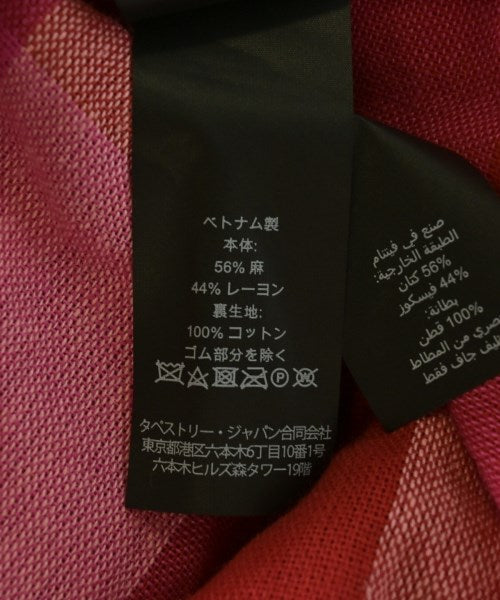 ベトナム製
本体:
56% 麻
44% レーヨン
裏生地:
100% コットン
ゴム部分を除く
タペストリー・ジャパン合同会社
東京都港区六本木6丁目10番1号
六本木ヒルズ森タワー19階
صنع في فيتنام
الطبقة الخارجية:
56% كتان
44% فيسكوز
بطانة:
100% قطن
من المطاط
جاف فقط